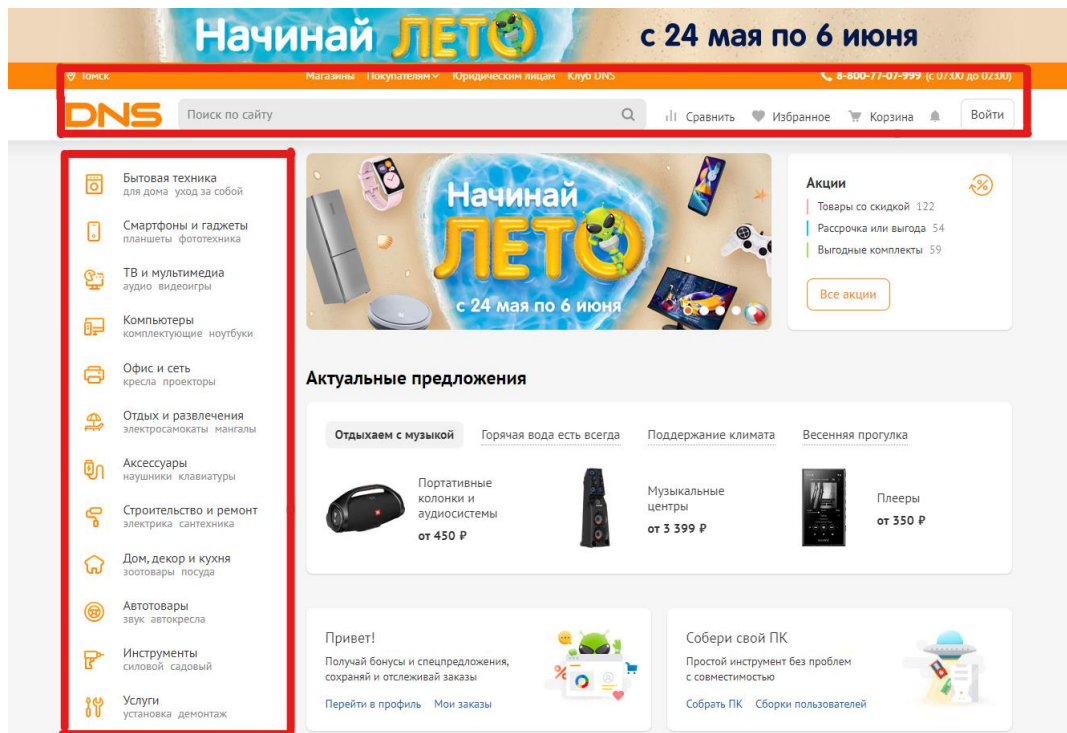 Начинай ЛЕТО с 24 мая по 6 июня
Томск Магазины Покупателям Юридическим лицам Клуб DNS 8-800-77-07-999 (с 07:00 до 02:00)
DNS Поиск по сайту Сравнить Избранное Корзина Войти
Бытовая техника
для дома уход за собой
Смартфоны и гаджеты
планшеты фототехника
ТВ и мультимедиа
аудио видеоигры
Компьютеры
комплектующие ноутбуки
Офис и сеть
кресла проекторы
Отдых и развлечения
электросамокаты мангалы
Аксессуары
наушники клавиатуры
Строительство и ремонт
электрика сантехника
Дом, декор и кухня
зоотовары посуда
Автотовары
звук автокресла
Инструменты
силовой садовый
Услуги
установка демонтаж
Начинай
ЛЕТО
с 24 мая по 6 июня
Акции
Товары со скидкой 122
Рассрочка или выгода 54
Выгодные комплекты 59
Все акции
Актуальные предложения
Отдыхаем с музыкой Горячая вода есть всегда Поддержание климата Весенняя прогулка
Портативные
колонки и
аудиосистемы
от 450 ₽
Музыкальные
центры
от 3 399 ₽
Плееры
от 350 ₽
Привет!
Получай бонусы и спецпредложения,
сохраняй и отслеживай заказы
Перейти в профиль Мои заказы
Собери свой ПК
Простой инструмент без проблем
с совместимостью
Собрать ПК Сборки пользователей